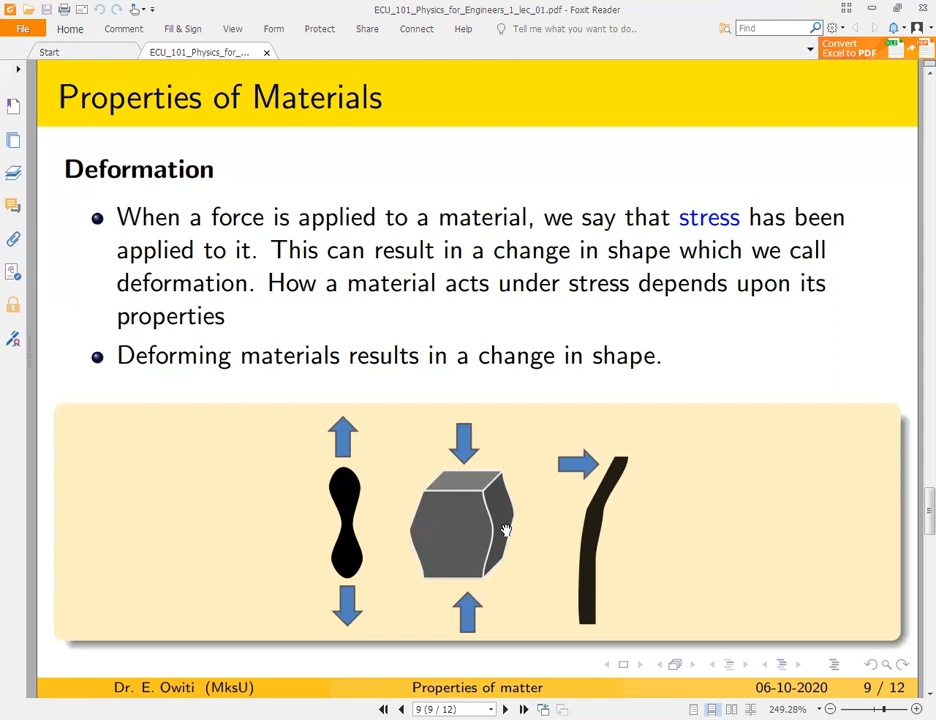 ECU_101_Physics_for_Engineers_1_lec_01.pdf - Foxit Reader
File Home Comment Fill & Sign View Form Protect Share Connect Help Tell me what you want to do.. Find
Start ECU_101_Physics_for_... Convert
Excel to PDF
Properties of Materials
Deformation
When a force is applied to a material, we say that stress has been
applied to it. This can result in a change in shape which we call
deformation. How a material acts under stress depends upon its
properties
Deforming materials results in a change in shape.
Dr. E. Owiti (MksU) Properties of matter 06-10-2020 9 / 12
9 (9 / 12) 249.28%